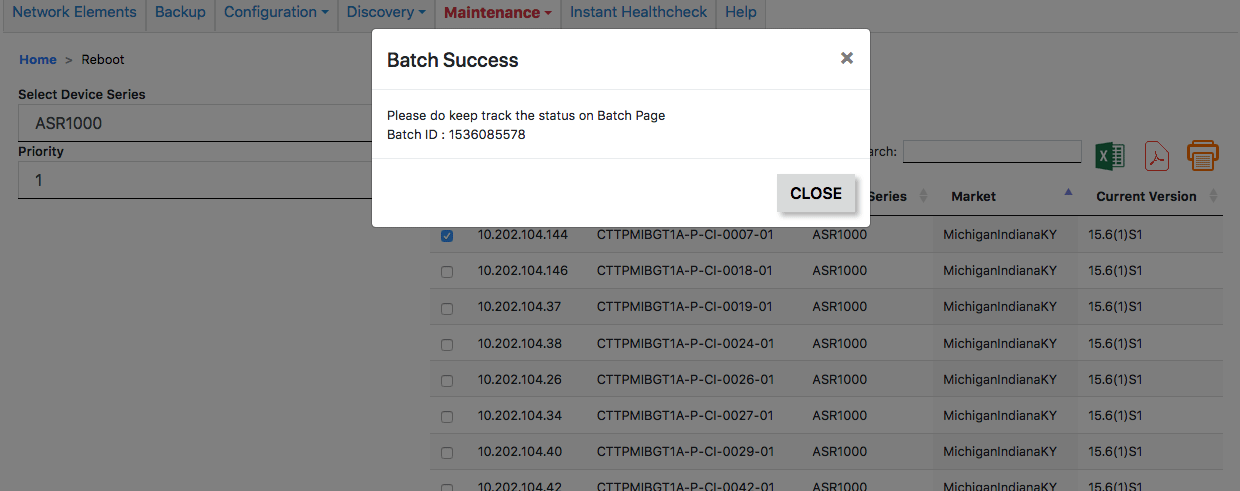 Network Elements Backup Configuration Discovery Maintenance Instant Healthcheck Help
Batch Success ×
Home > Reboot
Select Device Series
ASR1000
Please do keep track the status on Batch Page
Batch ID : 1536085578
Priority
arch:
1
CLOSE
Series Market Current Version
10.202.104.144 CTTPMIBGT1A-P-CI-0007-01 ASR1000 MichiganIndianaKY 15.6(1)S1
10.202.104.146 CTTPMIBGT1A-P-CI-0018-01 ASR1000 MichiganIndianaKY 15.6(1)S1
10.202.104.37 CTTPMIBGT1A-P-CI-0019-01 ASR1000 MichiganIndianaKY 15.6(1)S1
10.202.104.38 CTTPMIBGT1A-P-CI-0024-01 ASR1000 MichiganIndianaKY 15.6(1)S1
10.202.104.26 CTTPMIBGT1A-P-CI-0026-01 ASR1000 MichiganIndianaKY 15.6(1)S1
10.202.104.34 CTTPMIBGT1A-P-CI-0027-01 ASR1000 MichiganIndianaKY 15.6(1)S1
10.202.104.40 CTTPMIBGT1A-P-CI-0029-01 ASR1000 MichiganIndianaKY 15.6(1)S1
10.202.104.42 CTTPMIBGT1A-P-CI-0042-01 ASR1000 MichiganIndianaKY 15.6(1)S1